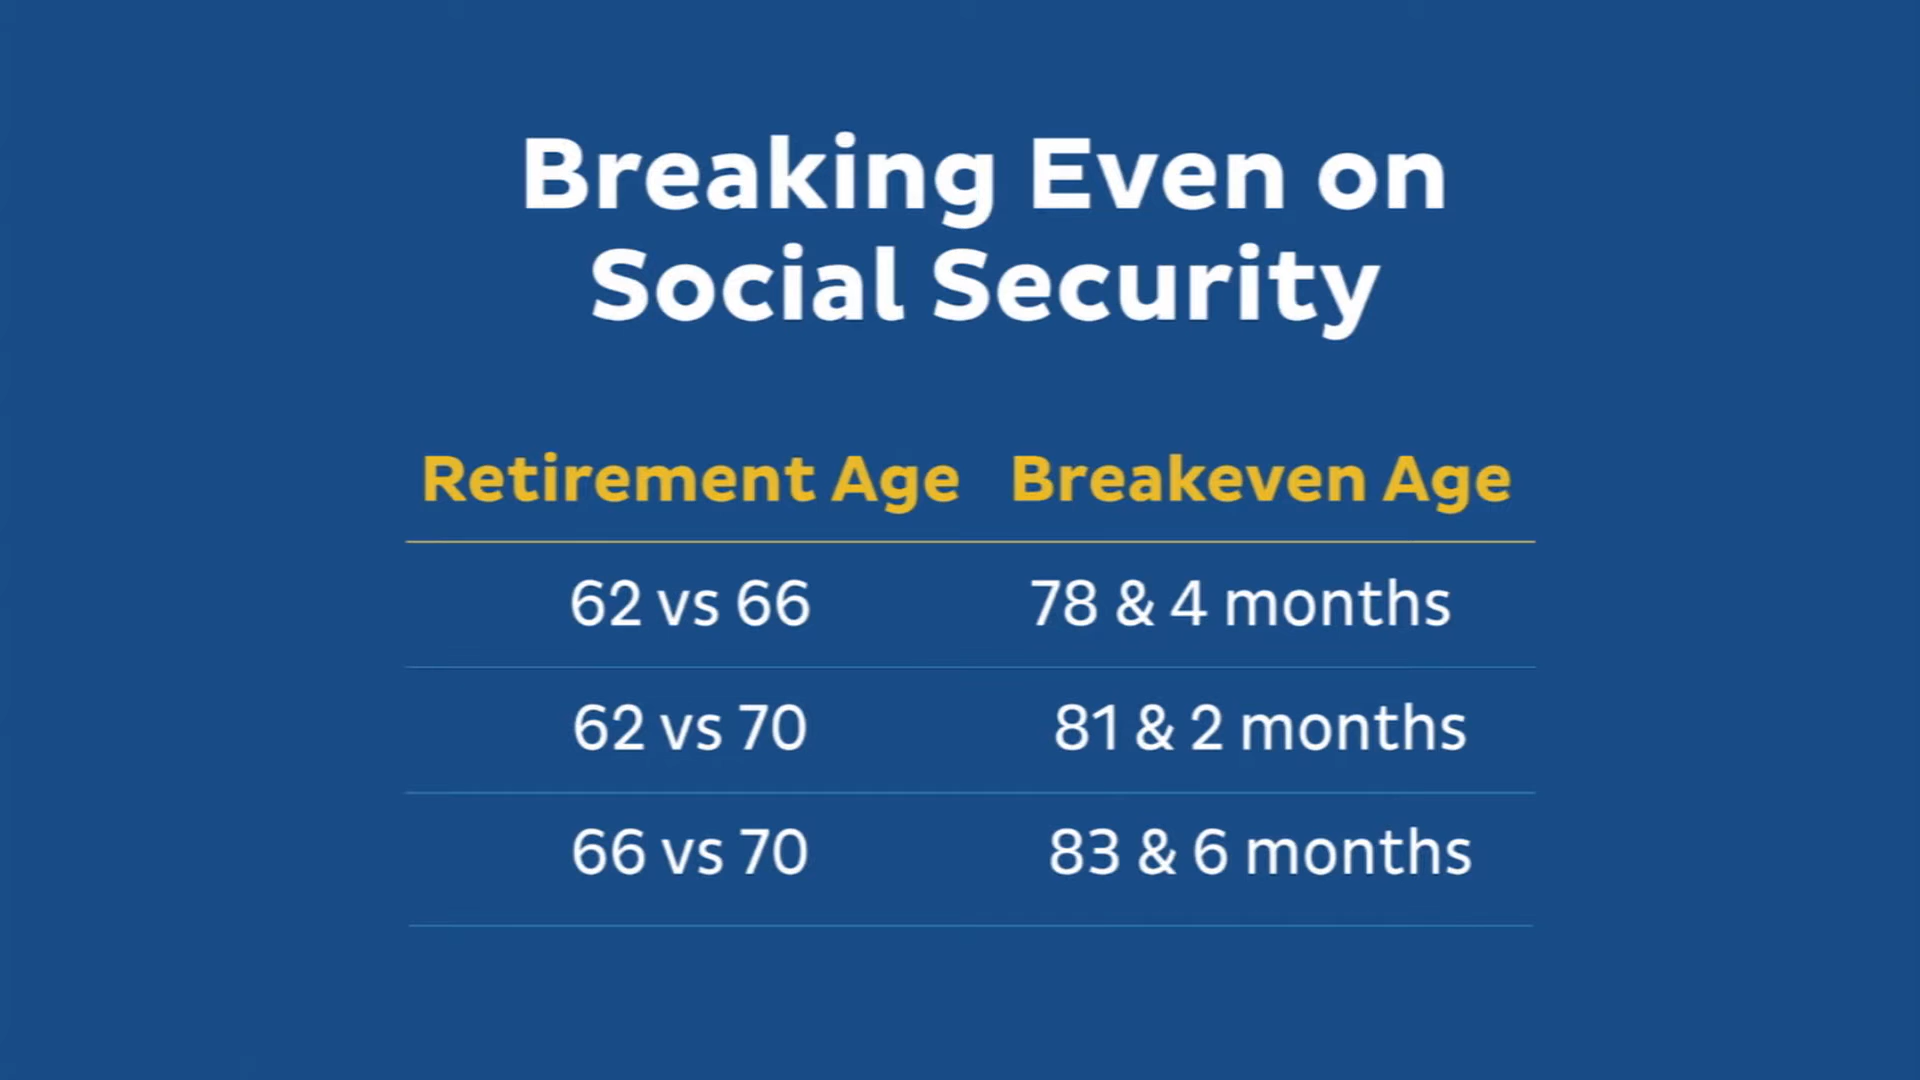 Breaking Even on
Social Security
Retirement Age Breakeven Age
62 vs 66 78 & 4 months
62 vs 70 81 & 2 months
66 vs 70 83 & 6 months